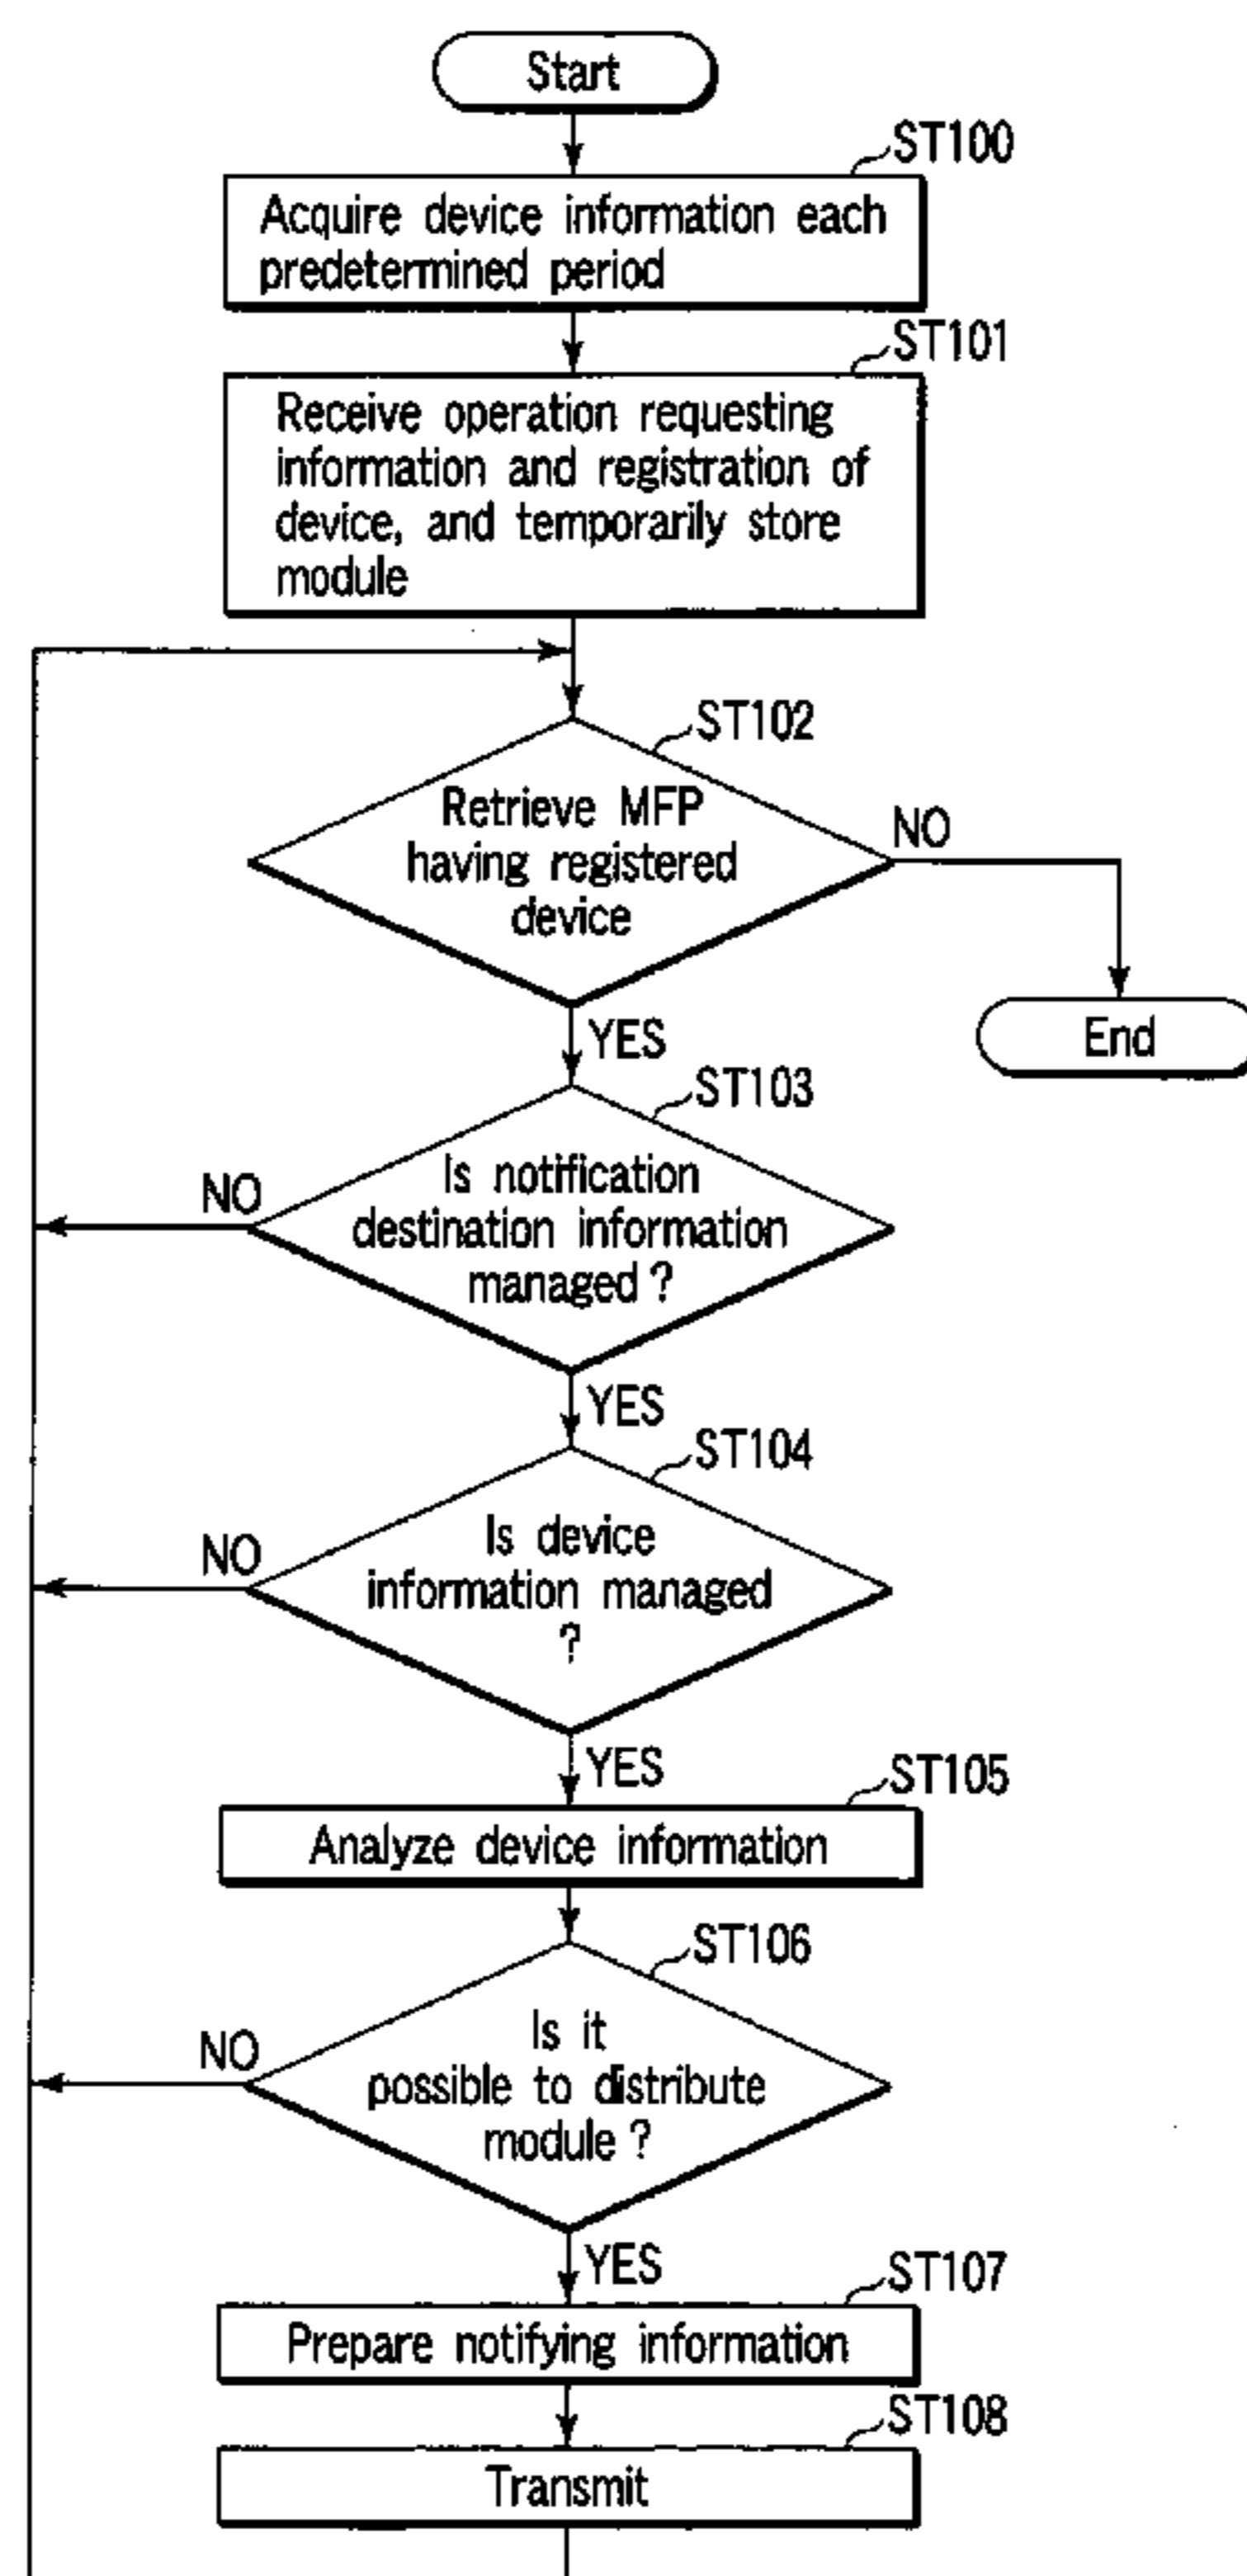 Start
ST100
Acquire device information each
predetermined period
ST101
Receive operation requesting
information and registration of
device, and temporarily store
module
ST102
Retrieve MFP
having registered
device
NO
YES
End
ST103
Is notification
destination information
managed ?
NO
YES
ST104
Is device
information managed
?
NO
YES
ST105
Analyze device information
ST106
Is it
possible to distribute
module ?
NO
YES
ST107
Prepare notifying information
ST108
Transmit